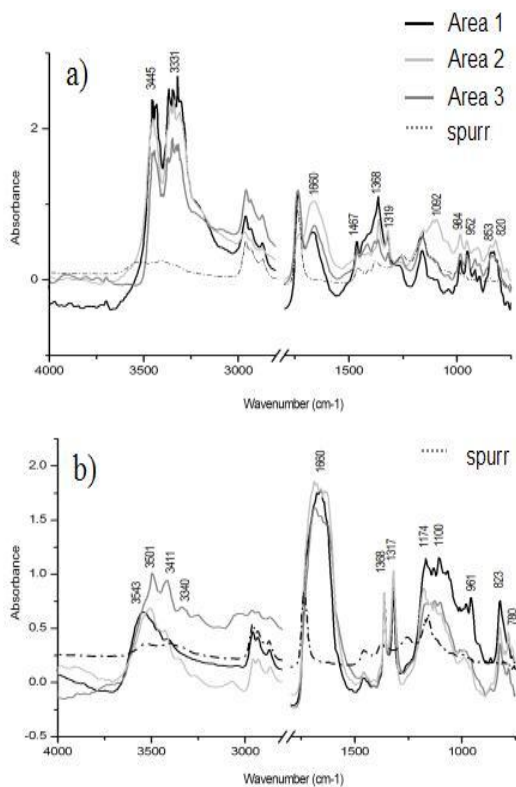 Area 1
Area 2
Area 3
spurr
a)
3445
3331
1660
1467
1368
1319
1092
984
952
853
820
Absorbance
2
0
4000 3500 3000 1500 1000
Wavenumber (cm-1)
b)
spurr
3543
3501
3411
3340
1660
1368
1317
1174
1100
961
823
780
Absorbance
2.0
1.5
1.0
0.5
0.0
-0.5
4000 3500 3000 1500 1000
Wavenumber (cm-1)